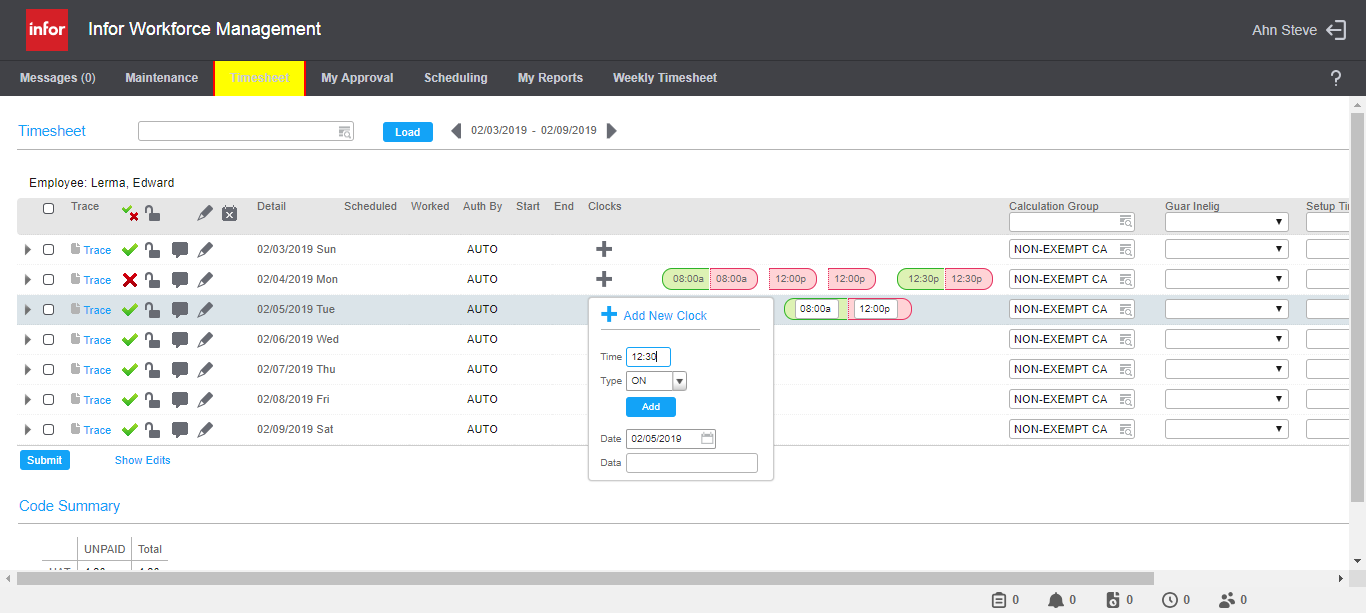 infor Infor Workforce Management Ahn Steve
Messages (0) Maintenance Timesheet My Approval Scheduling My Reports Weekly Timesheet ?
Timesheet Load 02/03/2019 - 02/09/2019
Employee: Lerma, Edward
Trace Detail Scheduled Worked Auth By Start End Clocks Calculation Group Guar Inelig Setup Ti
Trace 02/03/2019 Sun AUTO NON-EXEMPT CA
Trace 02/04/2019 Mon AUTO 08:00a 08:00a 12:00p 12:00p 12:30p 12:30p NON-EXEMPT CA
Trace 02/05/2019 Tue AUTO 08:00a 12:00p NON-EXEMPT CA
Add New Clock
Trace 02/06/2019 Wed AUTO NON-EXEMPT CA
Time 12:30
Trace 02/07/2019 Thu AUTO NON-EXEMPT CA
Type ON
Trace 02/08/2019 Fri AUTO NON-EXEMPT CA
Add
Trace 02/09/2019 Sat AUTO NON-EXEMPT CA
Date 02/05/2019
Submit Show Edits
Data
Code Summary
UNPAID Total
0 0 0 0 0